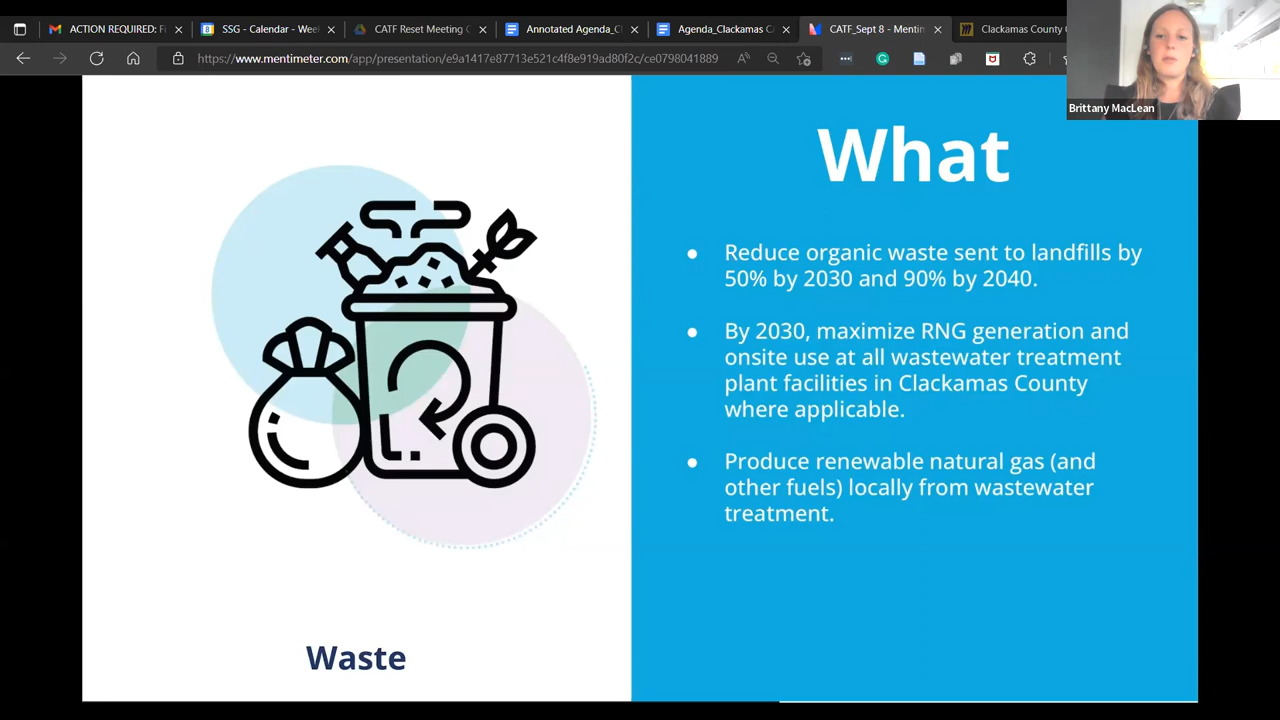 ACTION REQUIRED: Fi
SSG - Calendar - Wee
CATF Reset Meeting
Annotated Agenda_C
Agenda_Clackamas C
CATF_Sept 8 - Mentim
Clackamas County
https://www.mentimeter.com/app/presentation/e9a1417e87713e521c4f8e919ad80f2c/ce0798041889
Brittany MacLean
What
● Reduce organic waste sent to landfills by
50% by 2030 and 90% by 2040.
● By 2030, maximize RNG generation and
onsite use at all wastewater treatment
plant facilities in Clackamas County
where applicable.
● Produce renewable natural gas (and
other fuels) locally from wastewater
treatment.
Waste